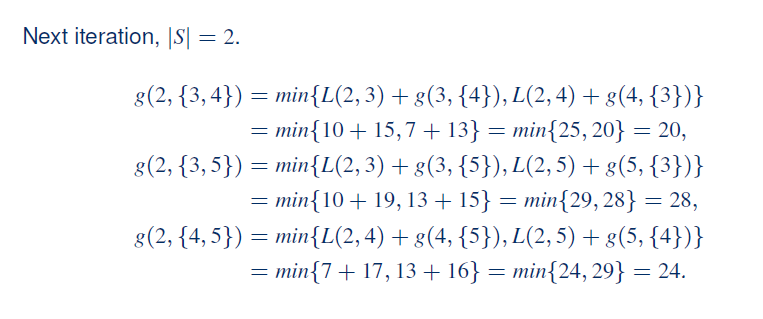 Next iteration, |S| = 2.
g(2, {3, 4}) = min{L(2, 3) + g(3, {4}), L(2, 4) + g(4, {3})}
= min{10 + 15, 7 + 13} = min{25, 20} = 20,
g(2, {3, 5}) = min{L(2, 3) + g(3, {5}), L(2, 5) + g(5, {3})}
= min{10 + 19, 13 + 15} = min{29, 28} = 28,
g(2, {4, 5}) = min{L(2, 4) + g(4, {5}), L(2, 5) + g(5, {4})}
= min{7 + 17, 13 + 16} = min{24, 29} = 24.